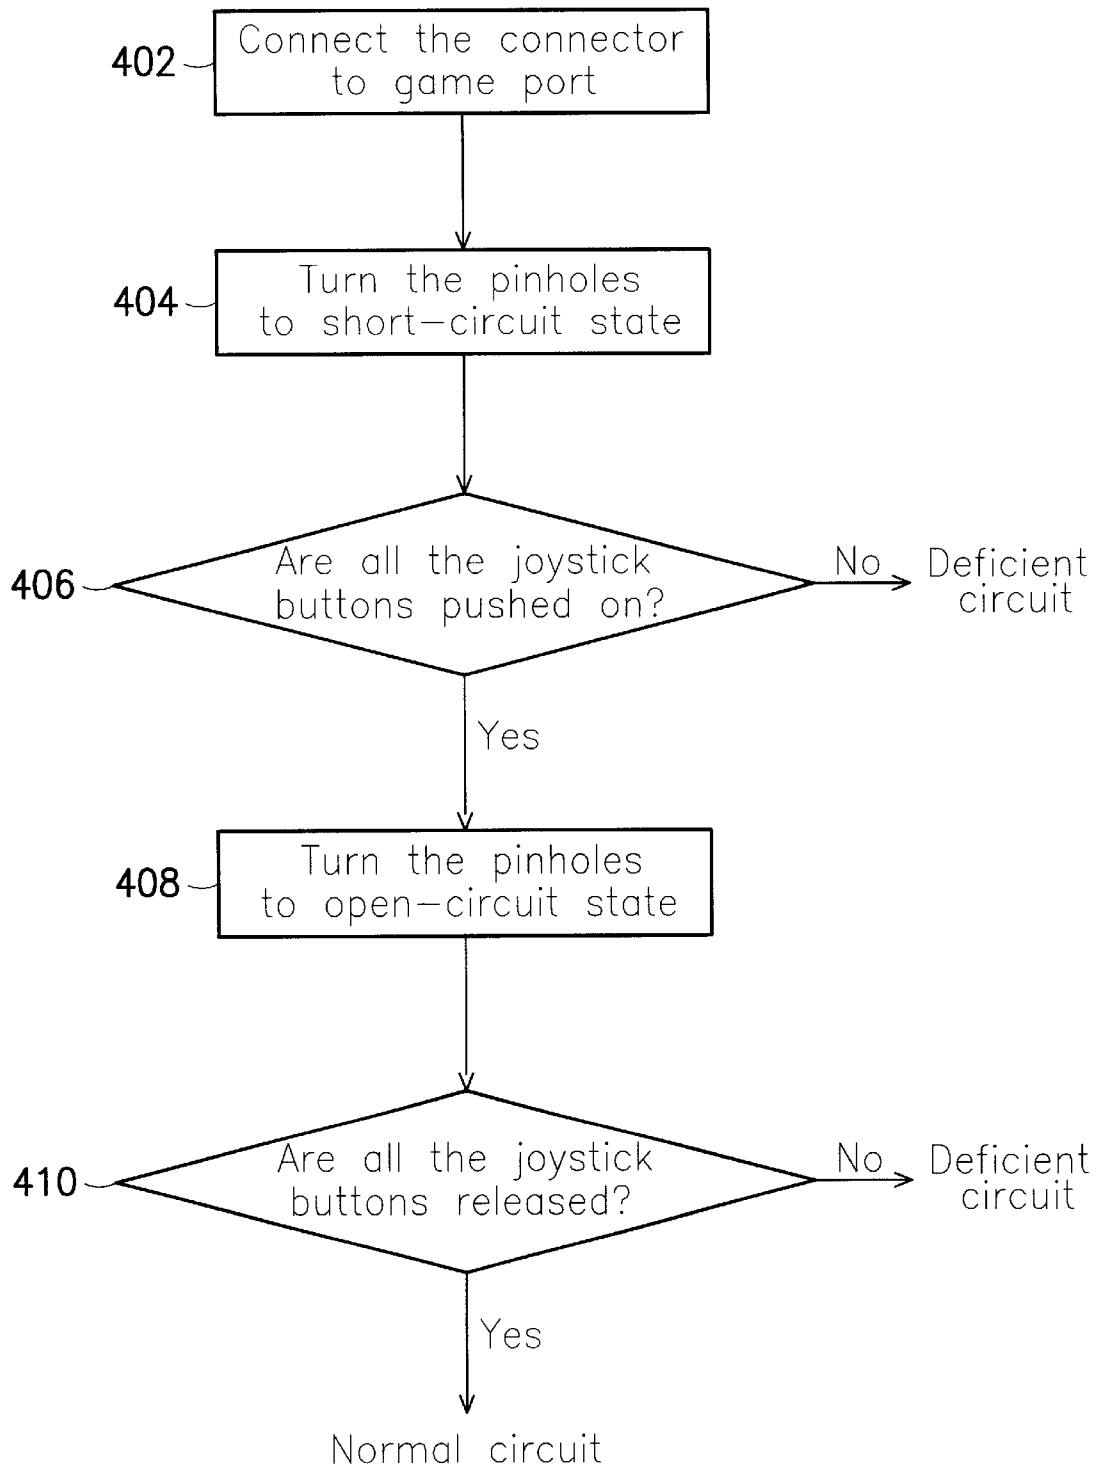 Connect the connector
to game port
402
Turn the pinholes
to short-circuit state
404
Are all the joystick
buttons pushed on?
406
No
Deficient
circuit
Yes
Turn the pinholes
to open-circuit state
408
Are all the joystick
buttons released?
410
No
Deficient
circuit
Yes
Normal circuit